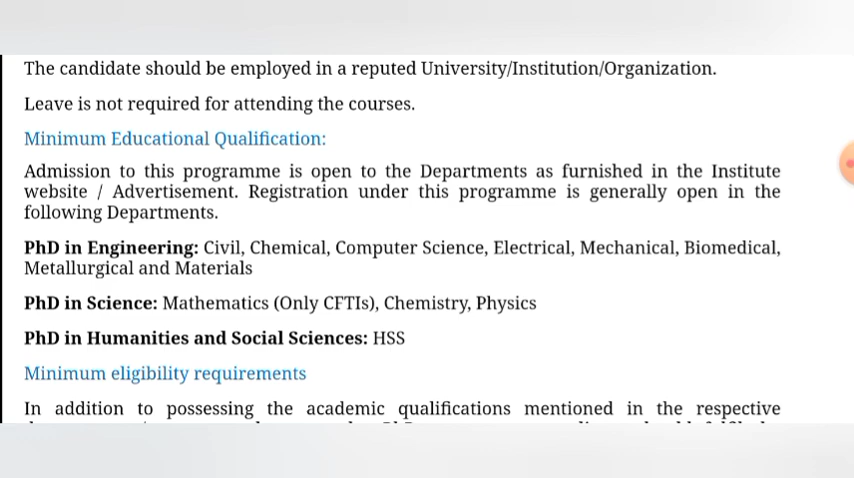 The candidate should be employed in a reputed University/Institution/Organization.
Leave is not required for attending the courses.
Minimum Educational Qualification:
Admission to this programme is open to the Departments as furnished in the Institute
website / Advertisement. Registration under this programme is generally open in the
following Departments.
PhD in Engineering: Civil, Chemical, Computer Science, Electrical, Mechanical, Biomedical,
Metallurgical and Materials
PhD in Science: Mathematics (Only CFTIs), Chemistry, Physics
PhD in Humanities and Social Sciences: HSS
Minimum eligibility requirements
In addition to possessing the academic qualifications mentioned in the respective